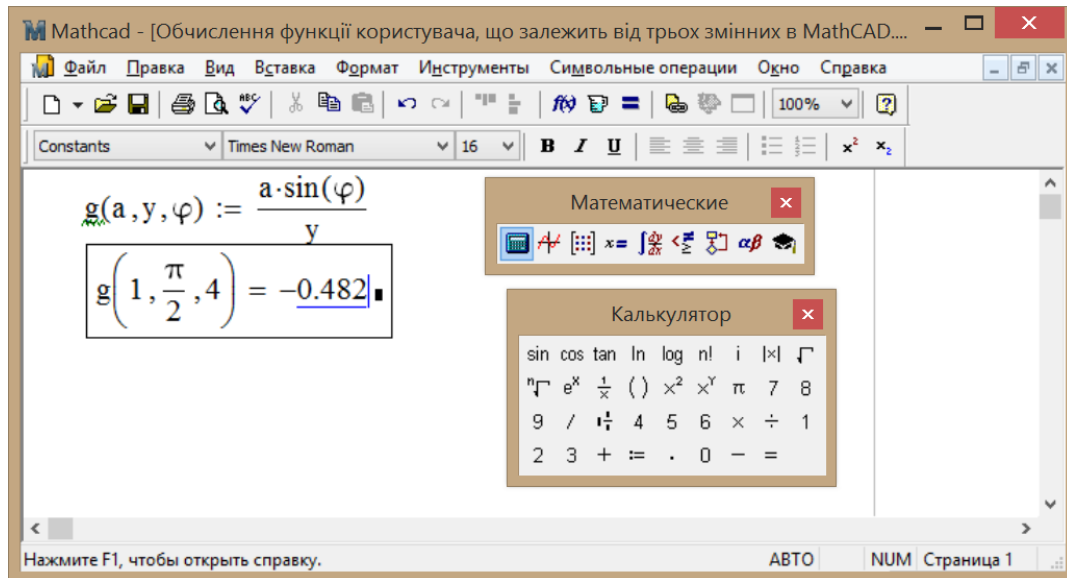 Mathcad - [Обчислення функції користувача, що залежить від трьох змінних в MathCAD....
Файл Правка Вид Вставка Формат Инструменты Символьные операции Окно Справка
100%
Constants Times New Roman 16 B I U x² x₂
g(a,y,φ) := a·sin(φ)
y
g(1, π/2, 4) = −0.482
Математические
x= αβ
Калькулятор
sin cos tan ln log n! i |×| √
ⁿ√ eˣ 1/x ( ) ×² ×ʸ π 7 8
9 / 4 5 6 × ÷ 1
2 3 + := . 0 − =
Нажмите F1, чтобы открыть справку. АВТО NUM Страница 1